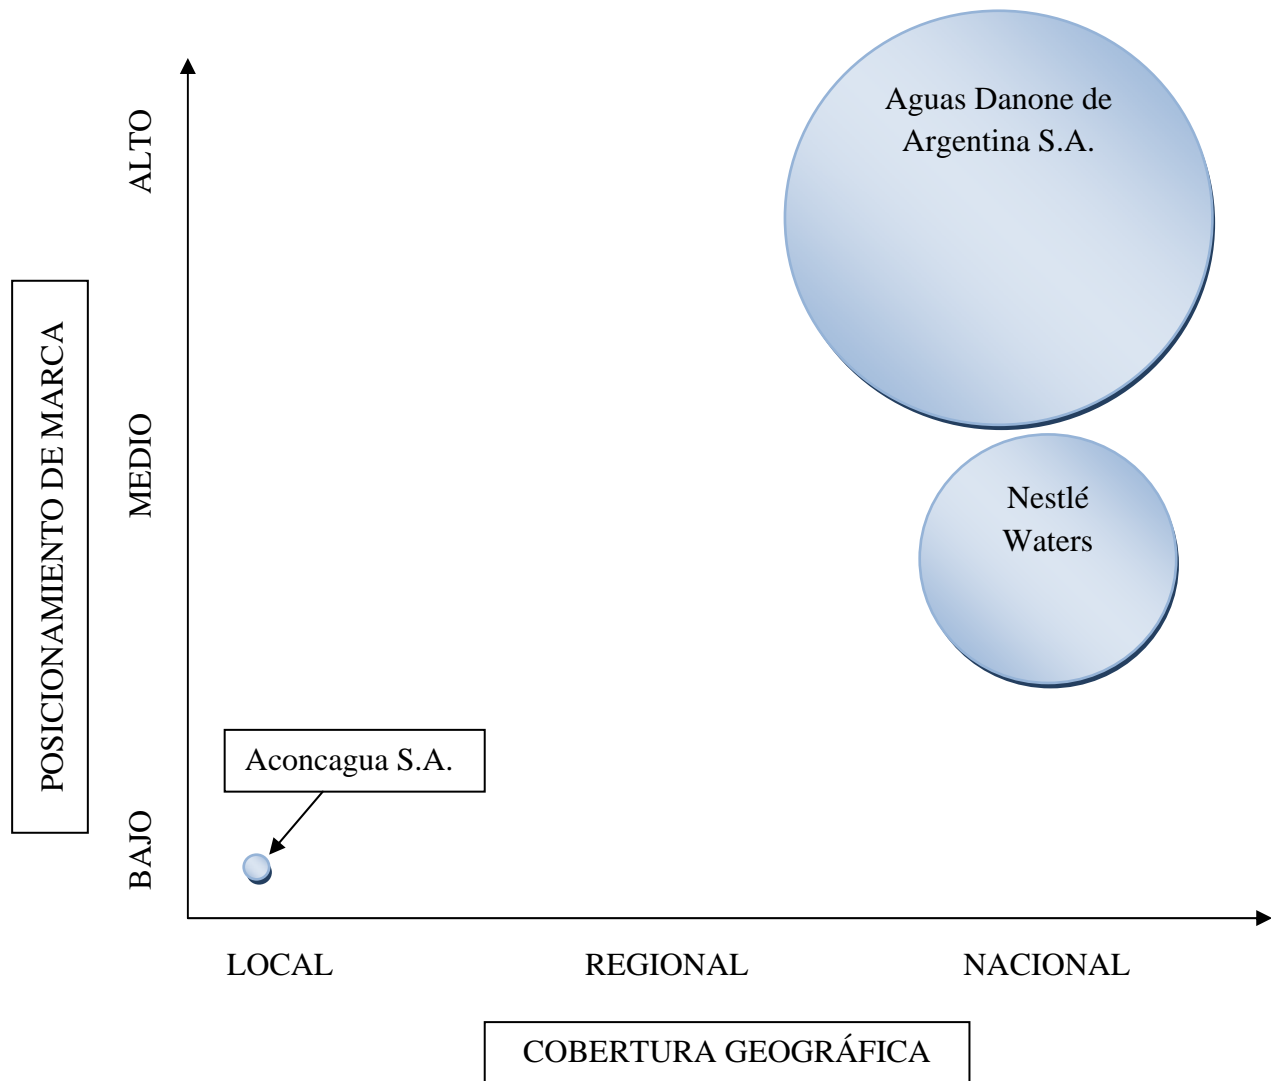 Aguas Danone de
Argentina S.A.
ALTO
POSICIONAMIENTO DE MARCA
MEDIO
Nestlé
Waters
Aconcagua S.A.
BAJO
LOCAL
REGIONAL
NACIONAL
COBERTURA GEOGRÁFICA